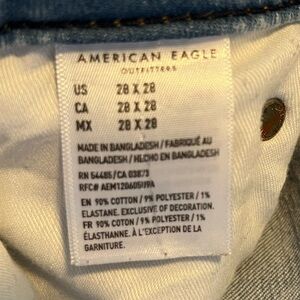 AMERICAN EAGLE
OUTFITTERS
US 28 X 28
CA 28 X 28
MX 28 X 28
MADE IN BANGLADESH / FABRIQUÉ AU
BANGLADESH / HECHO EN BANGLADESH
RN 54485/CA 03873
RFC# AEM120605U9A
EN 90% COTTON / 9% POLYESTER / 1%
ELASTANE. EXCLUSIVE OF DECORATION.
FR 90% COTON / 9% POLYESTER / 1%
ÉLASTHANNE. À L'EXCEPTION DE LA
GARNITURE.